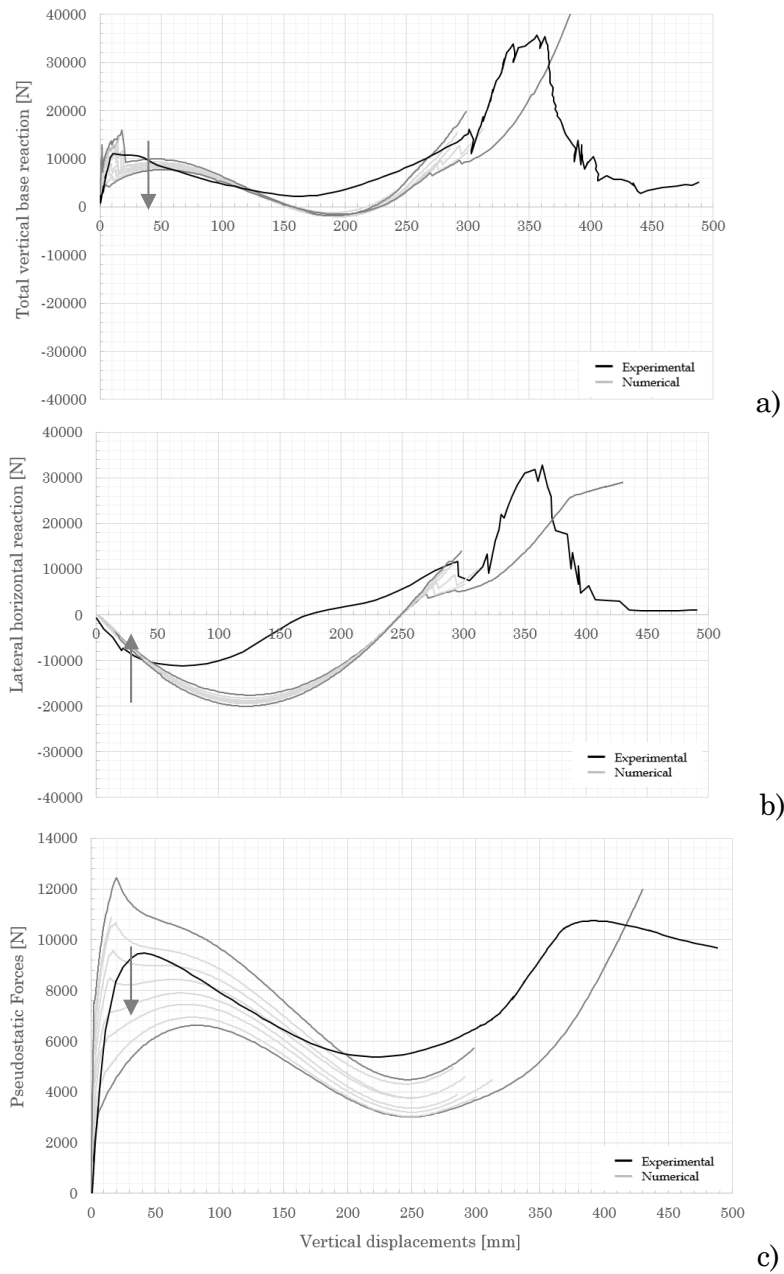 40000
30000
20000
10000
0
-10000
-20000
-30000
-40000
Total vertical base reaction [N]
0 50 100 150 200 250 300 350 400 450 500
Experimental
Numerical
a)
40000
30000
20000
10000
0
-10000
-20000
-30000
-40000
Lateral horizontal reaction [N]
0 50 100 150 200 250 300 350 400 450 500
Experimental
Numerical
b)
14000
12000
10000
8000
6000
4000
2000
0
Pseudostatic Forces [N]
0 50 100 150 200 250 300 350 400 450 500
Experimental
Numerical
Vertical displacements [mm]
c)